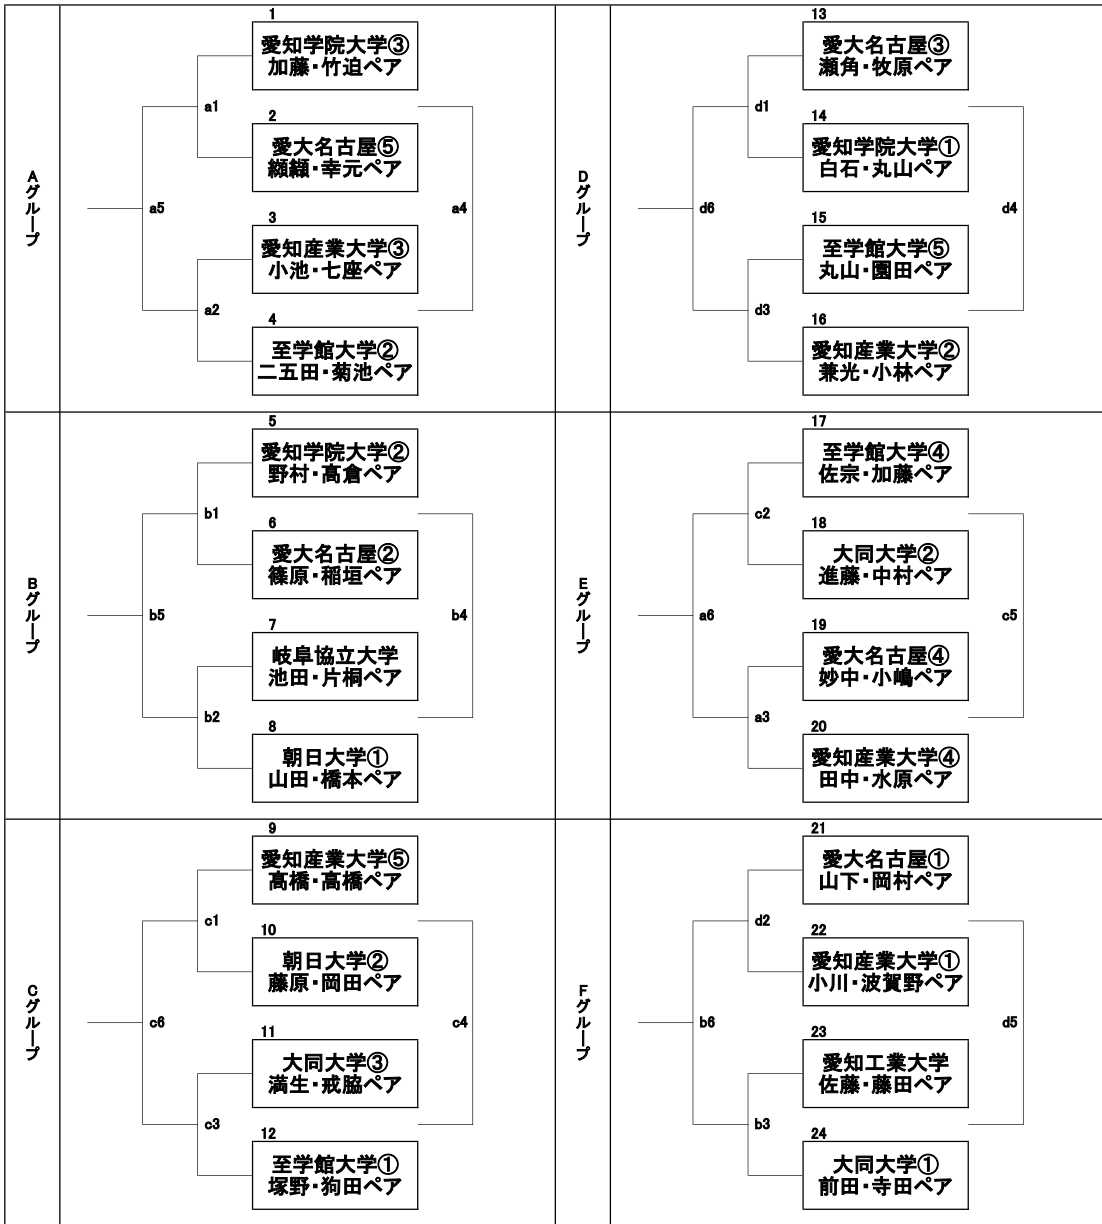 Aグループ
1
愛知学院大学③
加藤・竹迫ペア
a1
2
愛大名古屋⑤
纐纈・幸元ペア
a5
a4
3
愛知産業大学③
小池・七座ペア
a2
4
至学館大学②
二五田・菊池ペア
Dグループ
13
愛大名古屋③
瀬角・牧原ペア
d1
14
愛知学院大学①
白石・丸山ペア
d6
d4
15
至学館大学⑤
丸山・園田ペア
d3
16
愛知産業大学②
兼光・小林ペア
Bグループ
5
愛知学院大学②
野村・髙倉ペア
b1
6
愛大名古屋②
篠原・稲垣ペア
b5
b4
7
岐阜協立大学
池田・片桐ペア
b2
8
朝日大学①
山田・橋本ペア
Eグループ
17
至学館大学④
佐宗・加藤ペア
c2
18
大同大学②
進藤・中村ペア
a6
c5
19
愛大名古屋④
妙中・小嶋ペア
a3
20
愛知産業大学④
田中・水原ペア
Cグループ
9
愛知産業大学⑤
髙橋・高橋ペア
c1
10
朝日大学②
藤原・岡田ペア
c6
c4
11
大同大学③
満生・戒脇ペア
c3
12
至学館大学①
塚野・狗田ペア
Fグループ
21
愛大名古屋①
山下・岡村ペア
d2
22
愛知産業大学①
小川・波賀野ペア
b6
d5
23
愛知工業大学
佐藤・藤田ペア
b3
24
大同大学①
前田・寺田ペア